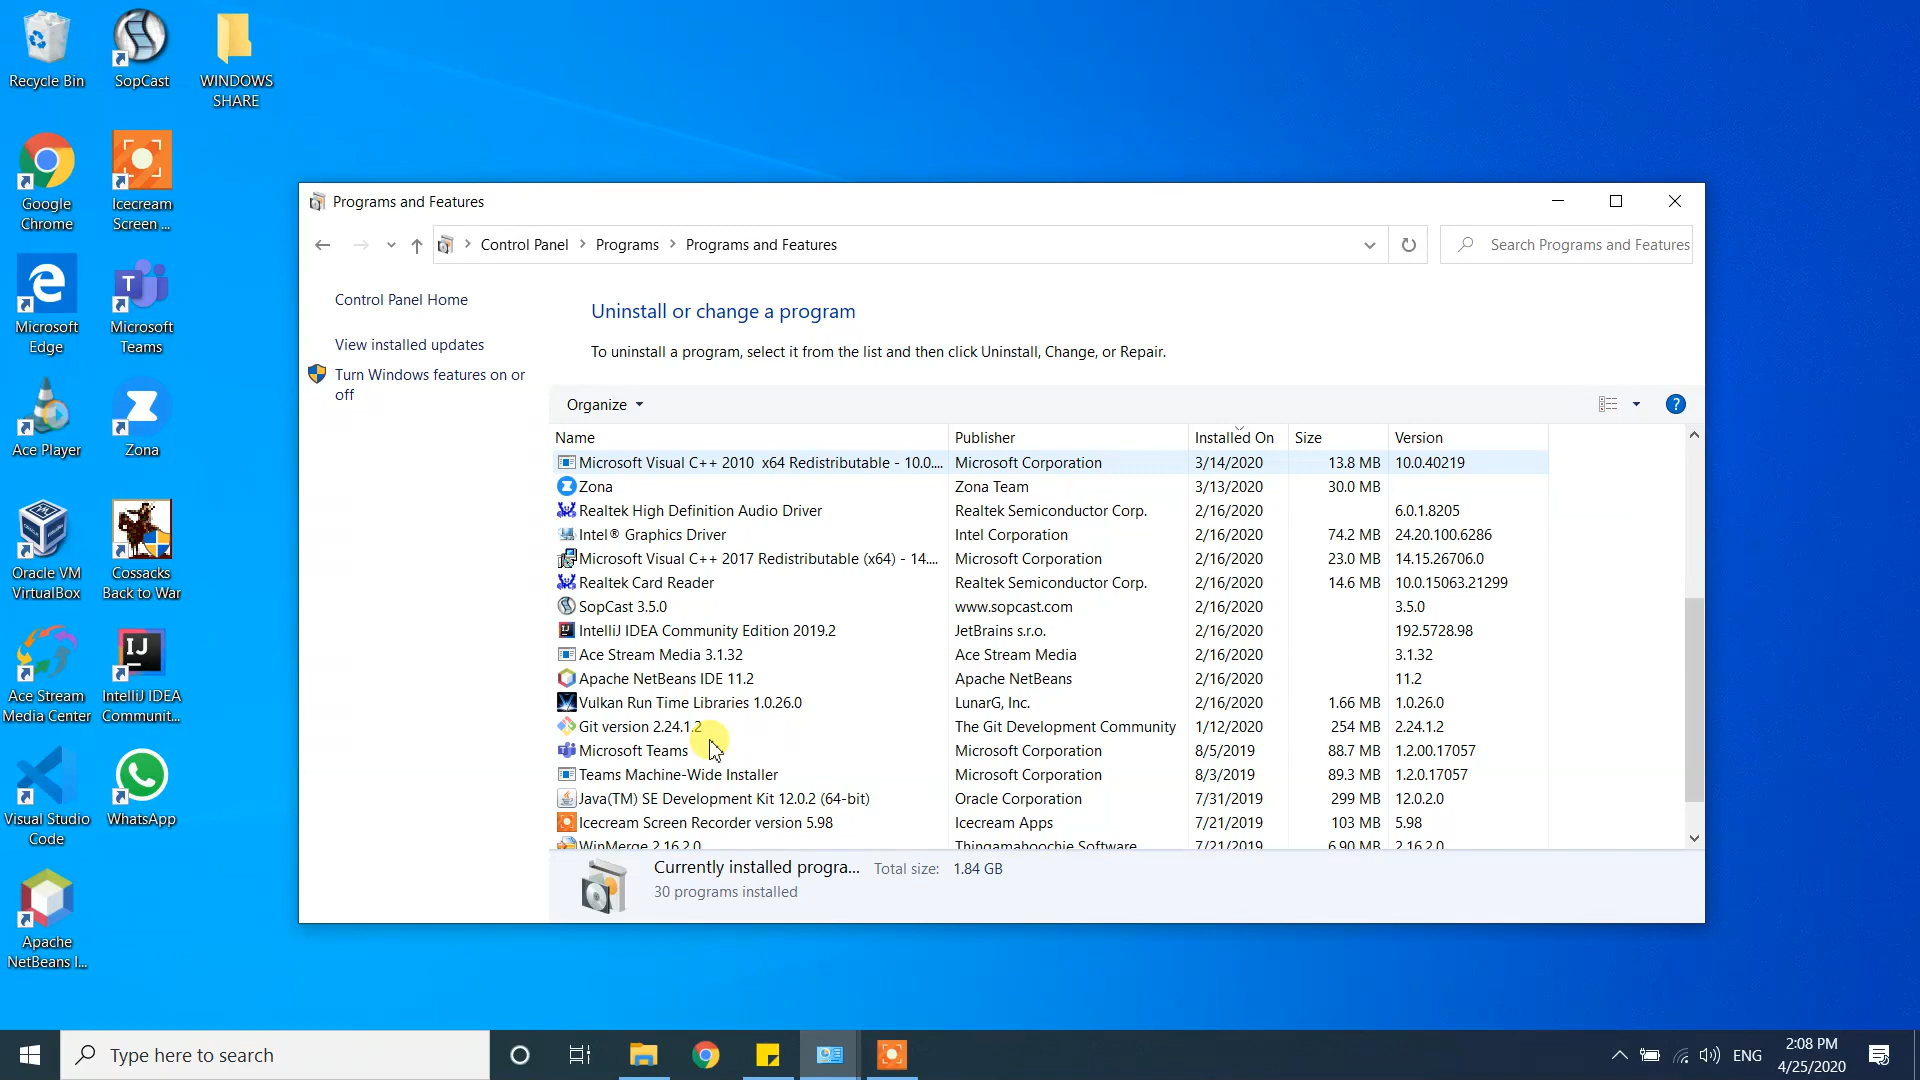 Recycle Bin
SopCast
WINDOWS
SHARE
Google
Chrome
Icecream
Screen ...
Microsoft
Edge
Microsoft
Teams
Ace Player
Zona
Oracle VM
VirtualBox
Cossacks
Back to War
Ace Stream
Media Center
IntelliJ IDEA
Communit...
Visual Studio
Code
WhatsApp
Apache
NetBeans I...
Programs and Features
Control Panel > Programs > Programs and Features
Search Programs and Features
Control Panel Home
View installed updates
Turn Windows features on or
off
Uninstall or change a program
To uninstall a program, select it from the list and then click Uninstall, Change, or Repair.
Organize
Name Publisher Installed On Size Version
Microsoft Visual C++ 2010 x64 Redistributable - 10.0.... Microsoft Corporation 3/14/2020 13.8 MB 10.0.40219
Zona Zona Team 3/13/2020 30.0 MB
Realtek High Definition Audio Driver Realtek Semiconductor Corp. 2/16/2020 6.0.1.8205
Intel® Graphics Driver Intel Corporation 2/16/2020 74.2 MB 24.20.100.6286
Microsoft Visual C++ 2017 Redistributable (x64) - 14.... Microsoft Corporation 2/16/2020 23.0 MB 14.15.26706.0
Realtek Card Reader Realtek Semiconductor Corp. 2/16/2020 14.6 MB 10.0.15063.21299
SopCast 3.5.0 www.sopcast.com 2/16/2020 3.5.0
IntelliJ IDEA Community Edition 2019.2 JetBrains s.r.o. 2/16/2020 192.5728.98
Ace Stream Media 3.1.32 Ace Stream Media 2/16/2020 3.1.32
Apache NetBeans IDE 11.2 Apache NetBeans 2/16/2020 11.2
Vulkan Run Time Libraries 1.0.26.0 LunarG, Inc. 2/16/2020 1.66 MB 1.0.26.0
Git version 2.24.1.2 The Git Development Community 1/12/2020 254 MB 2.24.1.2
Microsoft Teams Microsoft Corporation 8/5/2019 88.7 MB 1.2.00.17057
Teams Machine-Wide Installer Microsoft Corporation 8/3/2019 89.3 MB 1.2.0.17057
Java(TM) SE Development Kit 12.0.2 (64-bit) Oracle Corporation 7/31/2019 299 MB 12.0.2.0
Icecream Screen Recorder version 5.98 Icecream Apps 7/21/2019 103 MB 5.98
WinMerge 2.16.2.0 Thingamahoochie Software 7/21/2019 6.90 MB 2.16.2.0
Currently installed progra... Total size: 1.84 GB
30 programs installed
Type here to search
ENG
2:08 PM
4/25/2020